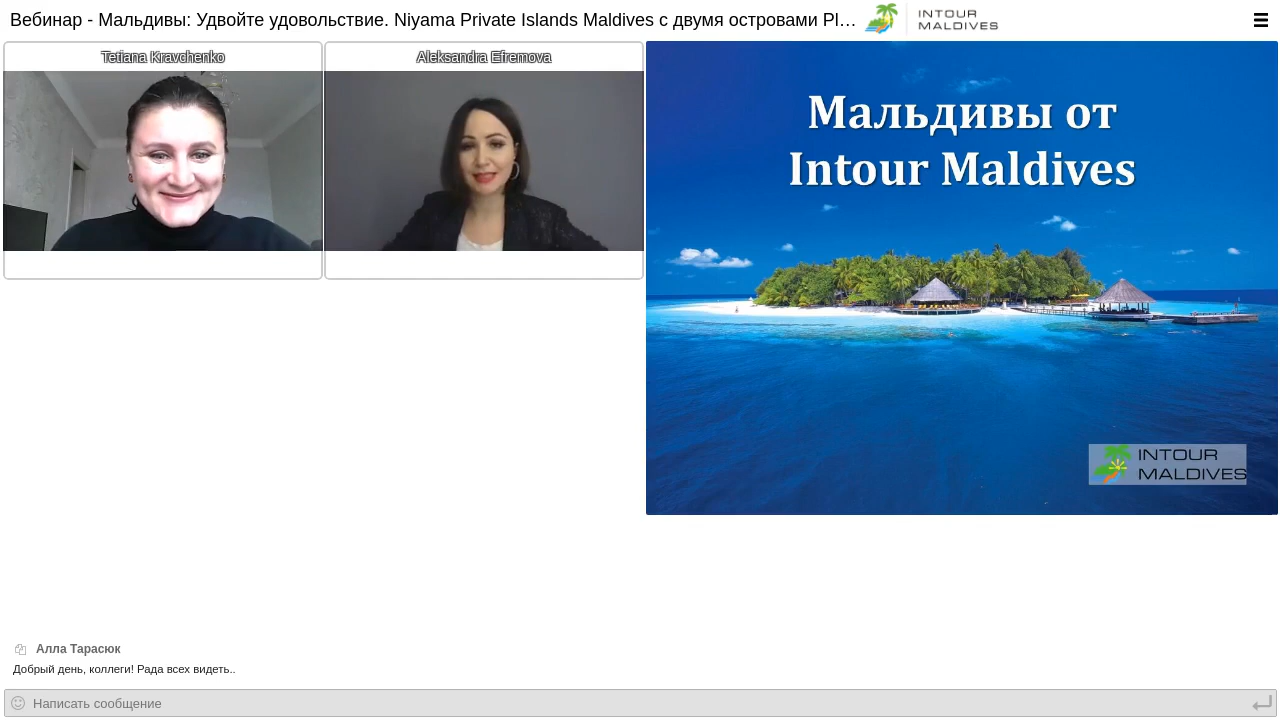 Вебинар - Мальдивы: Удвойте удовольствие. Niyama Private Islands Maldives с двумя островами Pl…
INTOUR
MALDIVES
Tetiana Kravchenko
Aleksandra Efremova
Мальдивы от
Intour Maldives
INTOUR
MALDIVES
Алла Тарасюк
Добрый день, коллеги! Рада всех видеть..
Написать сообщение